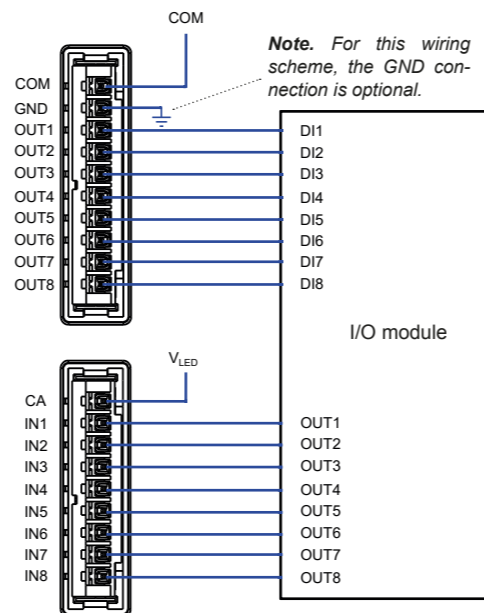 COM
Note. For this wiring
scheme, the GND con-
nection is optional.
COM
GND
OUT1
OUT2
OUT3
OUT4
OUT5
OUT6
OUT7
OUT8
DI1
DI2
DI3
DI4
DI5
DI6
DI7
DI8
I/O module
VLED
CA
IN1
IN2
IN3
IN4
IN5
IN6
IN7
IN8
OUT1
OUT2
OUT3
OUT4
OUT5
OUT6
OUT7
OUT8